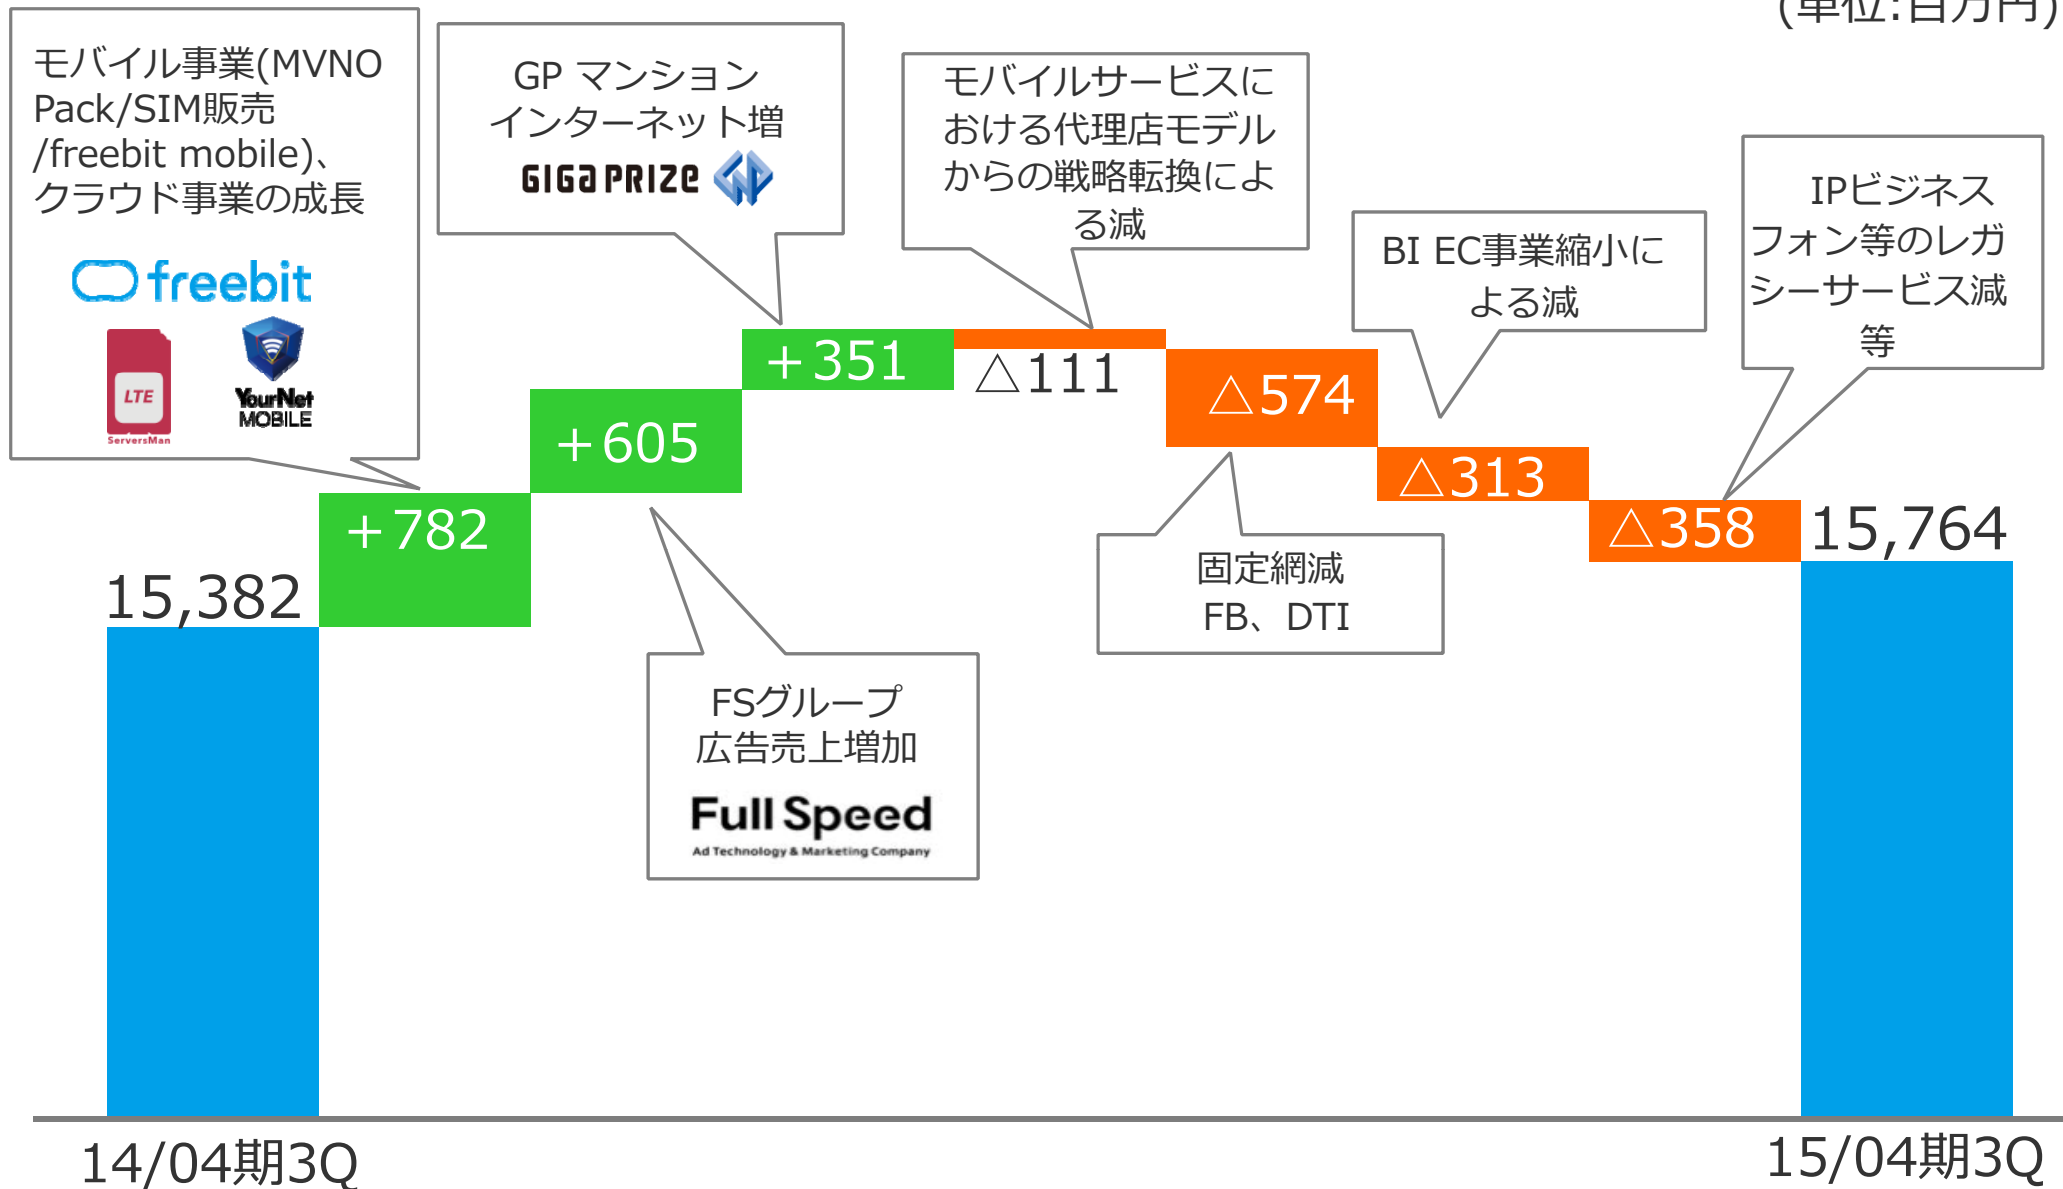 (単位:百万円)
モバイル事業(MVNO
Pack/SIM販売
/freebit mobile)、
クラウド事業の成長
freebit
LTE
ServersMan
YourNet
MOBILE
GP マンション
インターネット増
GIGA PRIZE
モバイルサービスに
おける代理店モデル
からの戦略転換によ
る減
BI EC事業縮小に
よる減
IPビジネス
フォン等のレガ
シーサービス減
等
15,382
+782
+605
+351
△111
△574
△313
△358
15,764
FSグループ
広告売上増加
Full Speed
Ad Technology & Marketing Company
固定網減
FB、DTI
14/04期3Q
15/04期3Q